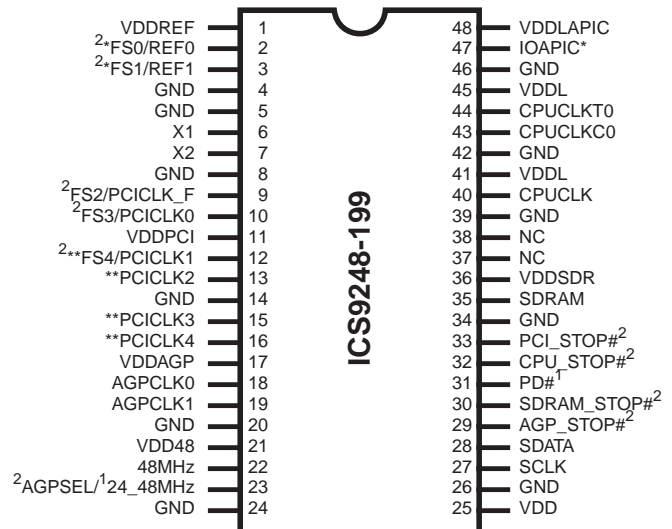 VDDREF 1 48 VDDLAPIC
²*FS0/REF0 2 47 IOAPIC*
²*FS1/REF1 3 46 GND
GND 4 45 VDDL
GND 5 44 CPUCLKT0
X1 6 43 CPUCLKC0
X2 7 42 GND
GND 8 41 VDDL
²FS2/PCICLK_F 9 40 CPUCLK
²FS3/PCICLK0 10 39 GND
VDDPCI 11 38 NC
²**FS4/PCICLK1 12 37 NC
**PCICLK2 13 36 VDDSDR
GND 14 35 SDRAM
**PCICLK3 15 34 GND
**PCICLK4 16 33 PCI_STOP#²
VDDAGP 17 32 CPU_STOP#²
AGPCLK0 18 31 PD#¹
AGPCLK1 19 30 SDRAM_STOP#²
GND 20 29 AGP_STOP#²
VDD48 21 28 SDATA
48MHz 22 27 SCLK
²AGPSEL/¹24_48MHz 23 26 GND
GND 24 25 VDD
ICS9248-199